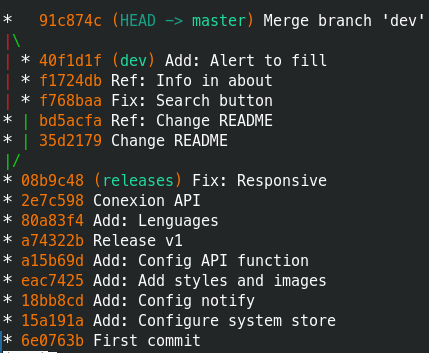 *   91c874c (HEAD -> master) Merge branch 'dev'
|\
| * 40f1d1f (dev) Add: Alert to fill
| * f1724db Ref: Info in about
| * f768baa Fix: Search button
* | bd5acfa Ref: Change README
* | 35d2179 Change README
|/
* 08b9c48 (releases) Fix: Responsive
* 2e7c598 Conexion API
* 80a83f4 Add: Lenguages
* a74322b Release v1
* a15b69d Add: Config API function
* eac7425 Add: Add styles and images
* 18bb8cd Add: Config notify
* 15a191a Add: Configure system store
* 6e0763b First commit